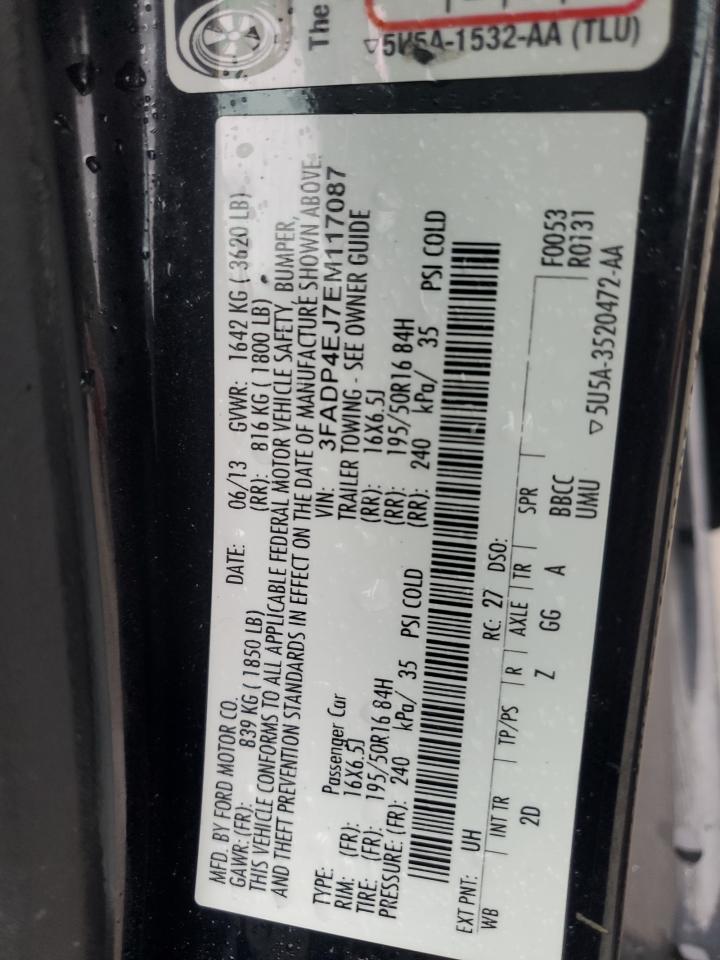 The
▽5U5A-1532-AA (TLU)
MFD. BY FORD MOTOR CO. DATE: 06/13 GVWR: 1642 KG ( 3620 LB)
GAWR: (FR): 839 KG ( 1850 LB) (RR): 816 KG ( 1800 LB)
THIS VEHICLE CONFORMS TO ALL APPLICABLE FEDERAL MOTOR VEHICLE SAFETY, BUMPER,
AND THEFT PREVENTION STANDARDS IN EFFECT ON THE DATE OF MANUFACTURE SHOWN ABOVE.
VIN: 3FADP4EJ7EM117087
TYPE: Passenger Car TRAILER TOWING - SEE OWNER GUIDE
RIM: (FR): 16X6.5J (RR): 16X6.5J
TIRE: (FR): 195/50R16 84H (RR): 195/50R16 84H
PRESSURE: (FR): 240 kPa/ 35 PSI COLD (RR): 240 kPa/ 35 PSI COLD
EXT PNT: UH RC: 27 DSO: F0053
WB INT TR TP/PS R AXLE TR SPR R0131
2D Z GG A BBCC
UMU
▽5U5A-3520472-AA